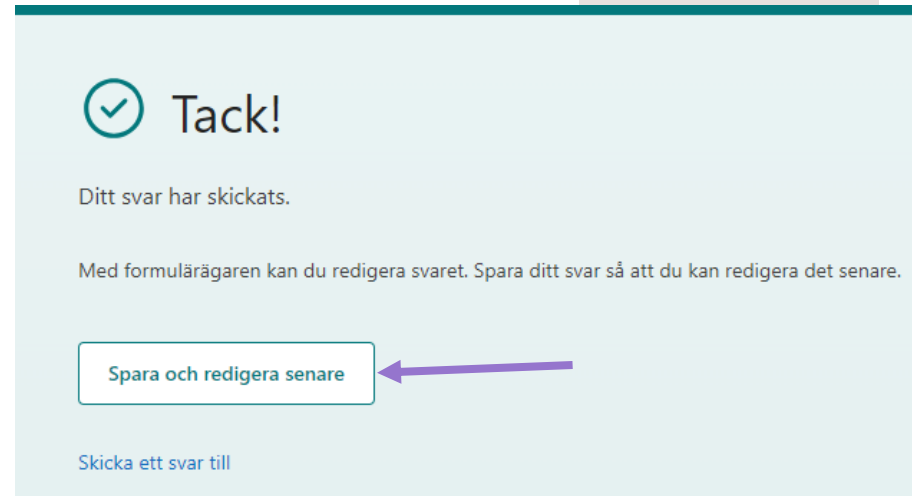 Tack!
Ditt svar har skickats.
Med formulärägaren kan du redigera svaret. Spara ditt svar så att du kan redigera det senare.
Spara och redigera senare
Skicka ett svar till